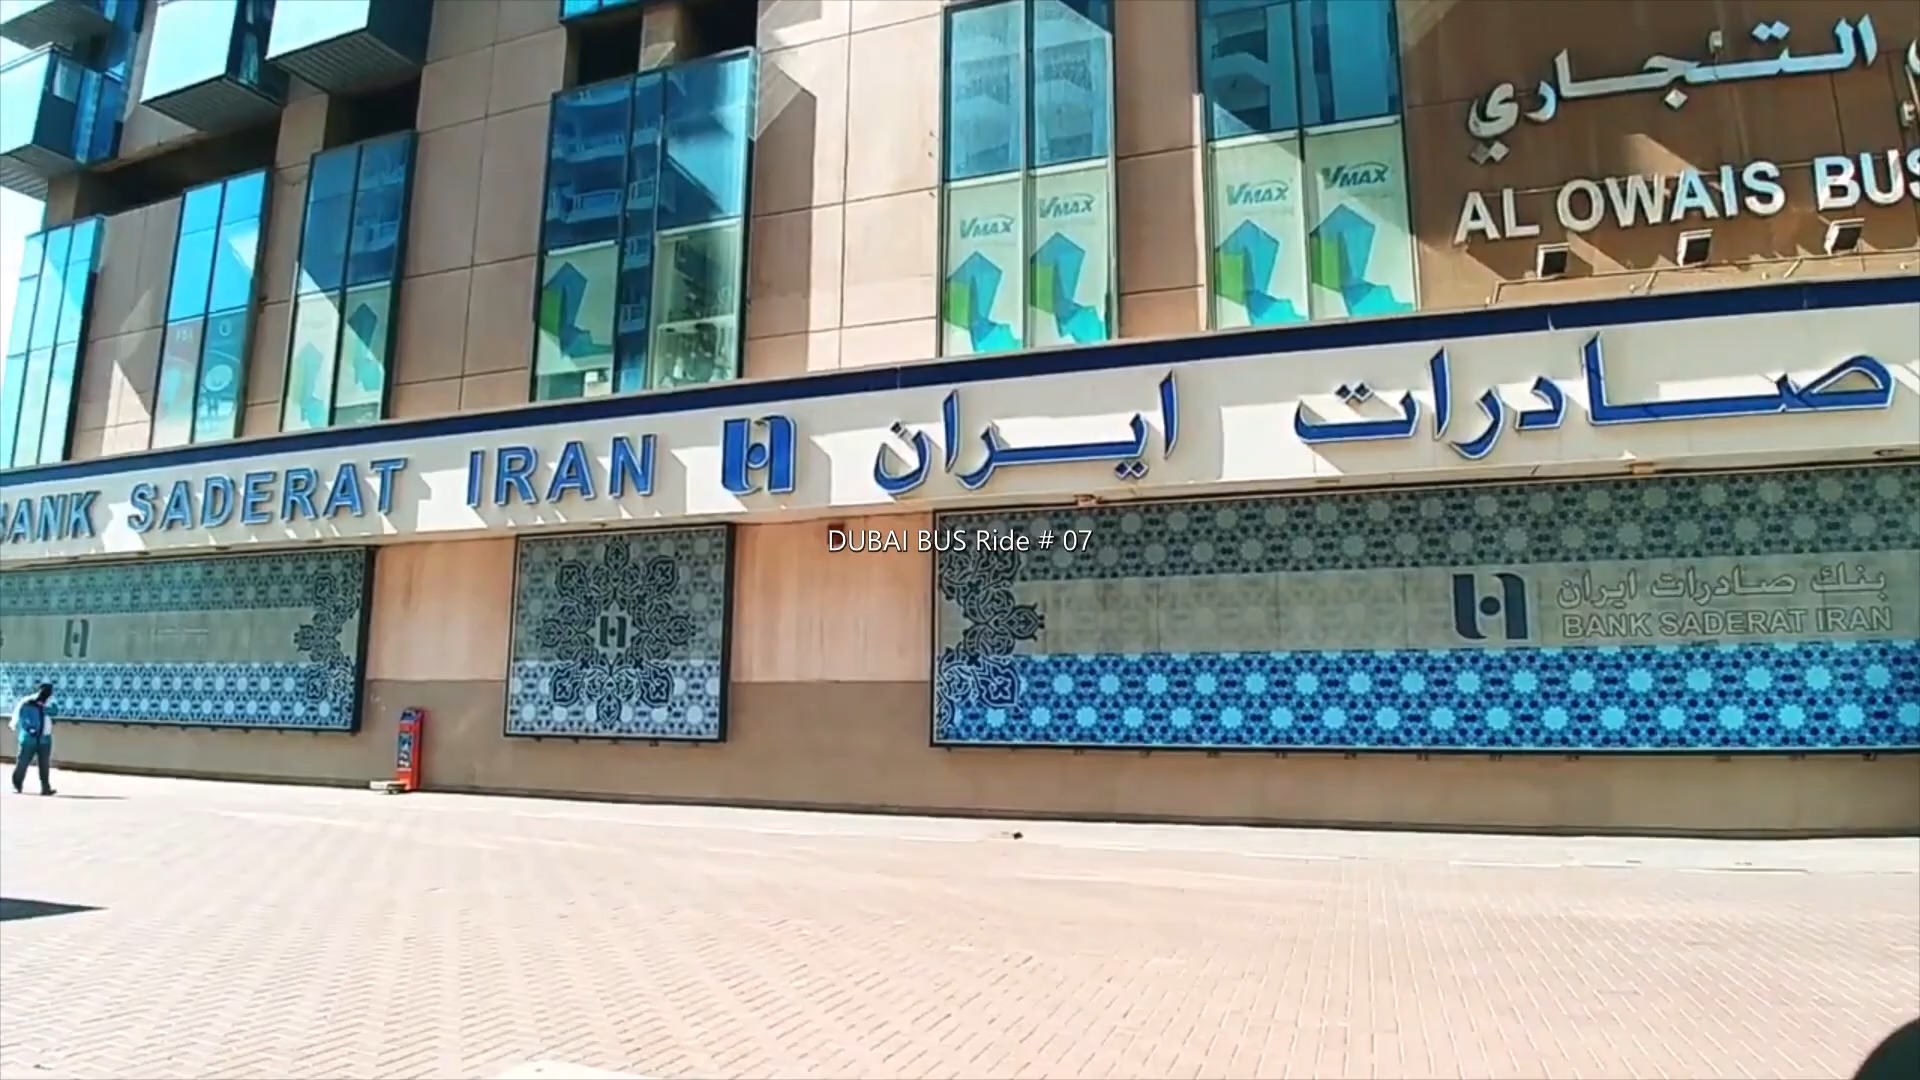 التجاري
AL OWAIS BUS
VMAX
VMAX
VMAX
VMAX
BANK SADERAT IRAN
صادرات ايران
DUBAI BUS Ride # 07
بنك صادرات ايران
BANK SADERAT IRAN